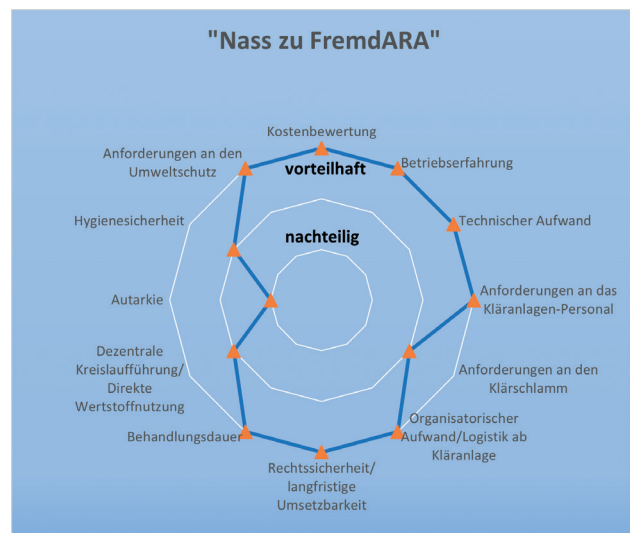 "Nass zu FremdARA"
Kostenbewertung
vorteilhaft
Betriebserfahrung
Technischer Aufwand
Anforderungen an das
Kläranlagen-Personal
Anforderungen an den
Klärschlamm
Organisatorischer
Aufwand/Logistik ab
Kläranlage
Rechtssicherheit/
langfristige
Umsetzbarkeit
Behandlungsdauer
Dezentrale
Kreislaufführung/
Direkte
Wertstoffnutzung
Autarkie
Hygienesicherheit
Anforderungen an den
Umweltschutz
nachteilig